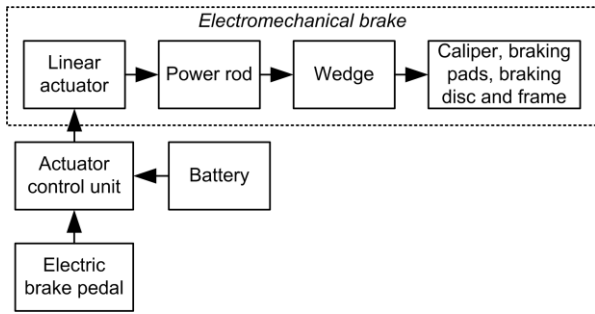 Electromechanical brake
Linear
actuator
Power rod
Wedge
Caliper, braking
pads, braking
disc and frame
Actuator
control unit
Battery
Electric
brake pedal